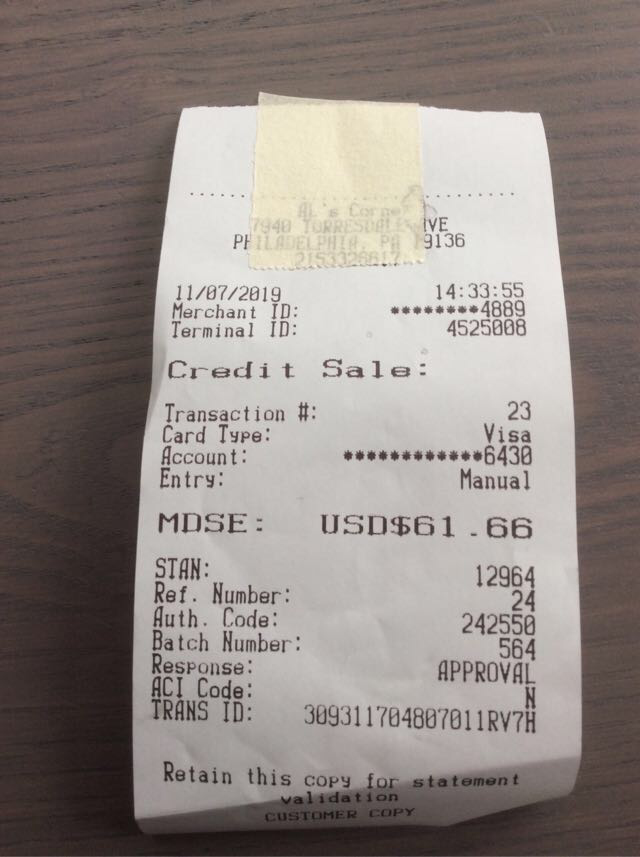 AL's Corne
7940 TORRESDALE AVE
PHILADELPHIA, PA 19136
2153326617
11/07/2019 14:33:55
Merchant ID: ********4889
Terminal ID: 4525008
Credit Sale:
Transaction #: 23
Card Type: Visa
Account: ************6430
Entry: Manual
MDSE: USD$61.66
STAN: 12964
Ref. Number: 24
Auth. Code: 242550
Batch Number: 564
Response: APPROVAL
ACI Code: N
TRANS ID: 309311704807011RV7H
Retain this copy for statement
validation
CUSTOMER COPY